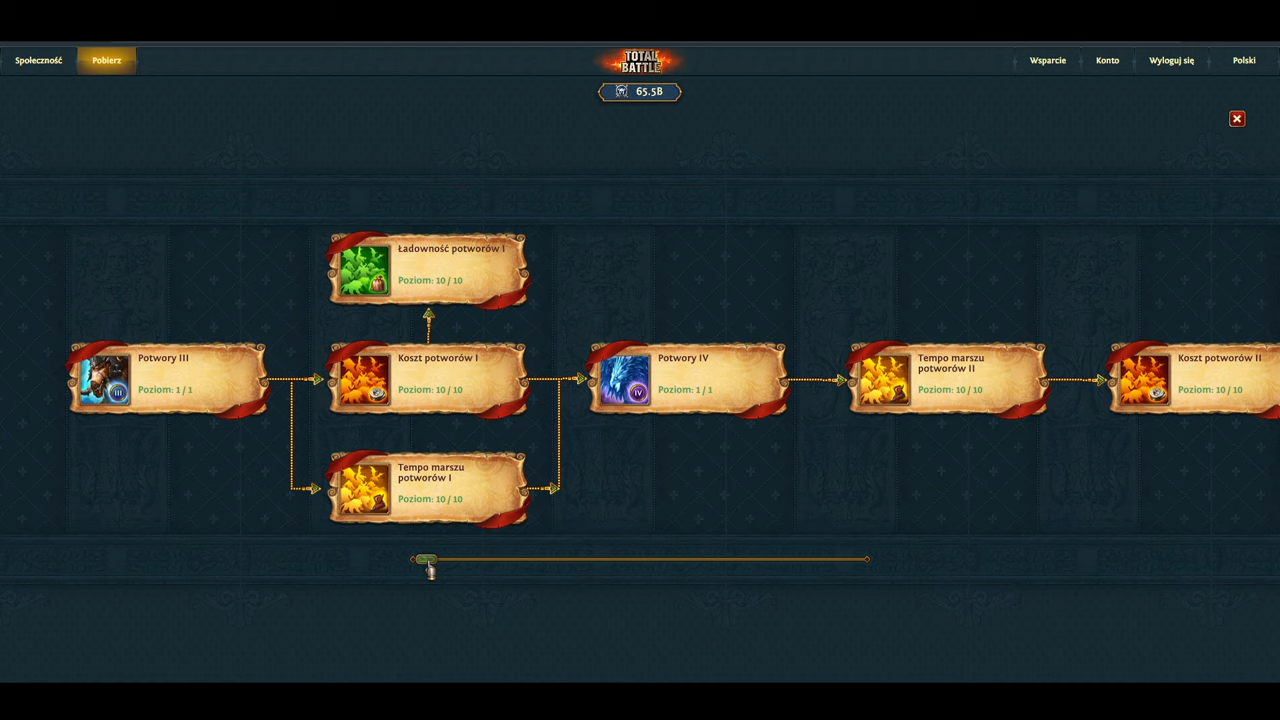 Społeczność
Pobierz
TOTAL
BATTLE
Wsparcie
Konto
Wyloguj się
Polski
65.5B
Ładowność potworów I
Poziom: 10 / 10
Potwory III
Poziom: 1 / 1
III
Koszt potworów I
Poziom: 10 / 10
Potwory IV
Poziom: 1 / 1
IV
Tempo marszu
potworów II
Poziom: 10 / 10
Koszt potworów II
Poziom: 10 / 10
Tempo marszu
potworów I
Poziom: 10 / 10